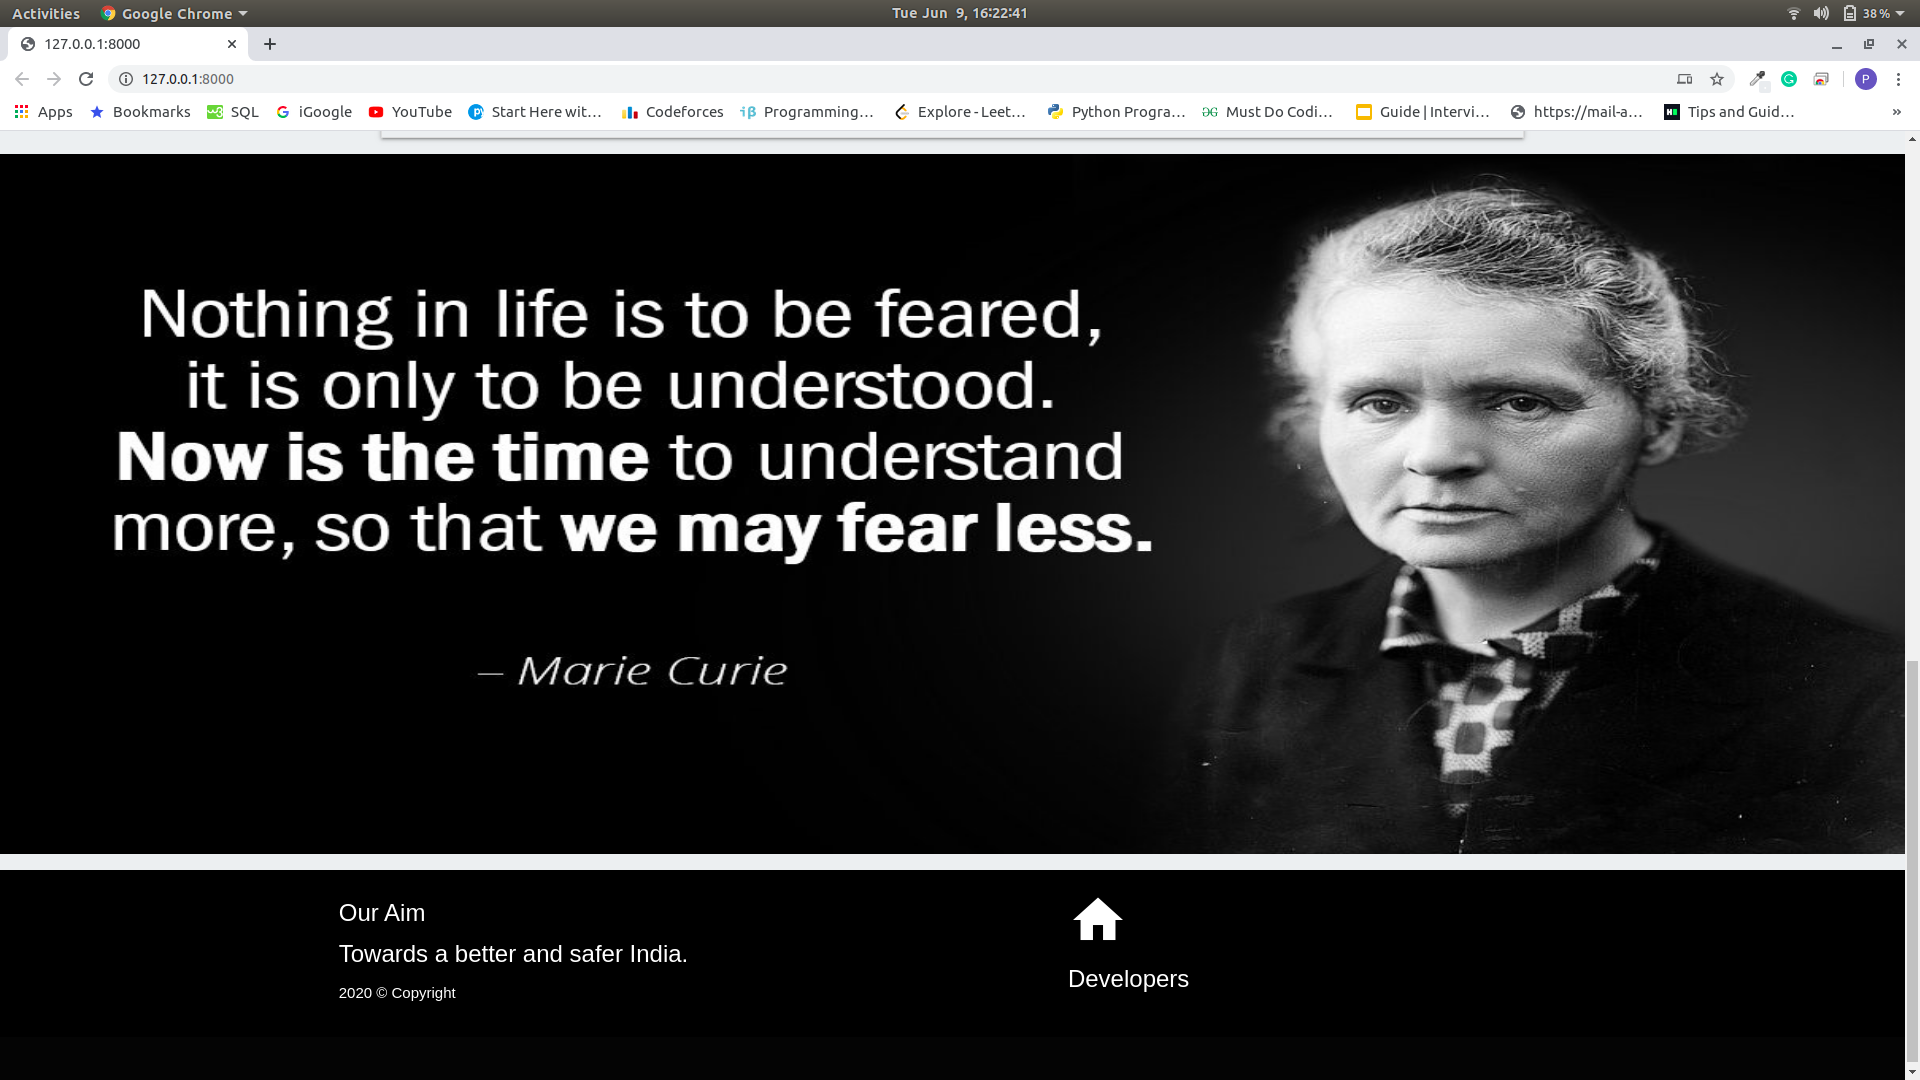 Activities Google Chrome Tue Jun 9, 16:22:41 38 %
127.0.0.1:8000
127.0.0.1:8000 P
Apps Bookmarks SQL iGoogle YouTube Start Here wit... Codeforces Programming... Explore - Leet... Python Progra... Must Do Codi... Guide | Intervi... https://mail-a... Tips and Guid... »
Nothing in life is to be feared,
it is only to be understood.
Now is the time to understand
more, so that we may fear less.
– Marie Curie
Our Aim
Towards a better and safer India.
2020 © Copyright
Developers